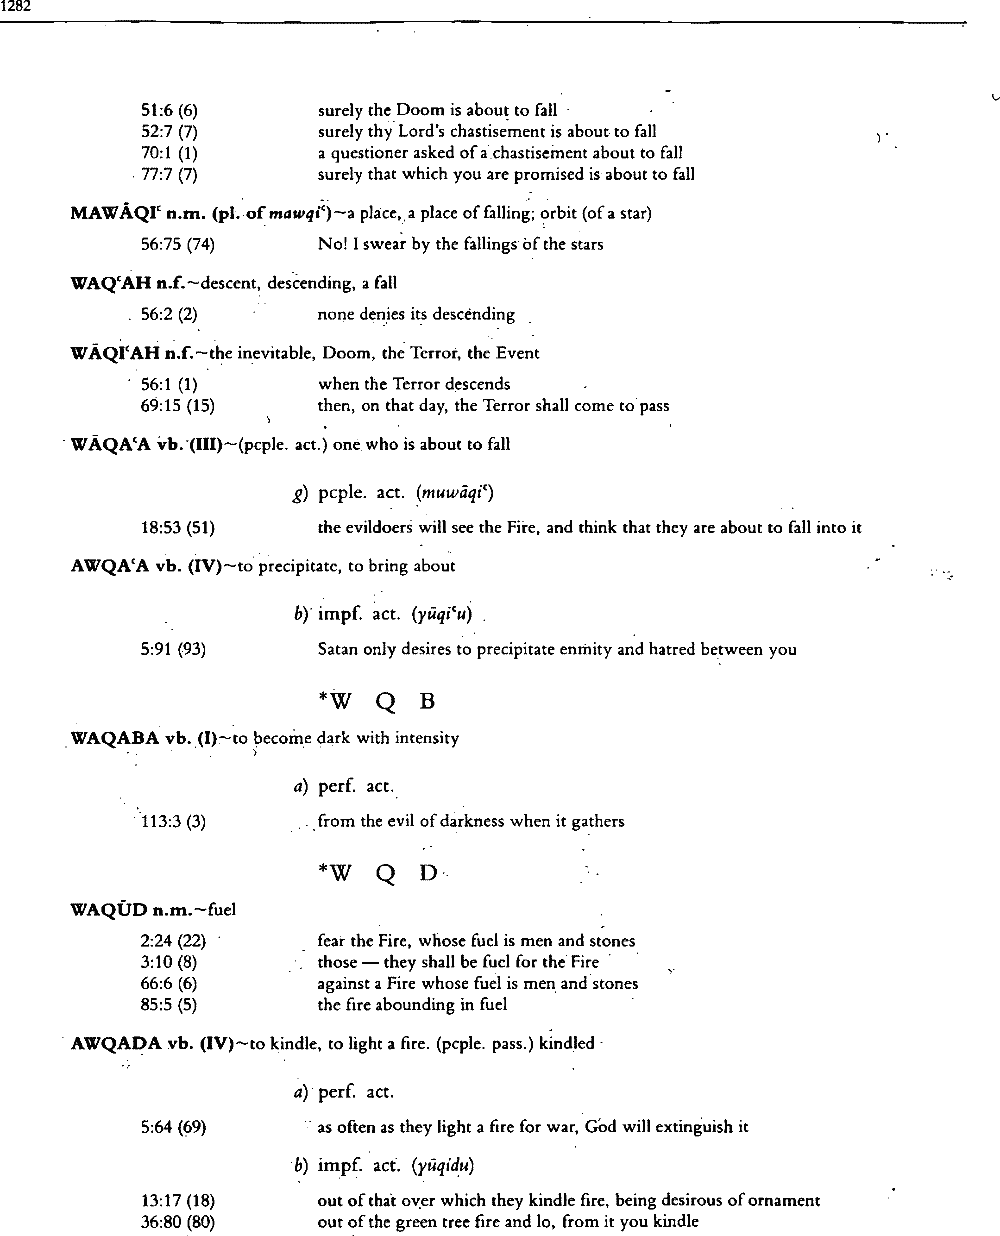 1282
51:6 (6) surely the Doom is about to fall
52:7 (7) surely thy Lord's chastisement is about to fall
70:1 (1) a questioner asked of a chastisement about to fall
77:7 (7) surely that which you are promised is about to fall
MAWĀQIʿ n.m. (pl. of mawqiʿ)~a place, a place of falling; orbit (of a star)
56:75 (74) No! I swear by the fallings of the stars
WAQʿAH n.f.~descent, descending, a fall
56:2 (2) none denies its descending
WĀQIʿAH n.f.~the inevitable, Doom, the Terror, the Event
56:1 (1) when the Terror descends
69:15 (15) then, on that day, the Terror shall come to pass
WĀQAʿA vb. (III)~(pcple. act.) one who is about to fall
g) pcple. act. (muwāqiʿ)
18:53 (51) the evildoers will see the Fire, and think that they are about to fall into it
AWQAʿA vb. (IV)~to precipitate, to bring about
b) impf. act. (yūqiʿu)
5:91 (93) Satan only desires to precipitate enmity and hatred between you
*W Q B
WAQABA vb. (I)~to become dark with intensity
a) perf. act.
113:3 (3) from the evil of darkness when it gathers
*W Q D
WAQŪD n.m.~fuel
2:24 (22) fear the Fire, whose fuel is men and stones
3:10 (8) those — they shall be fuel for the Fire
66:6 (6) against a Fire whose fuel is men and stones
85:5 (5) the fire abounding in fuel
AWQADA vb. (IV)~to kindle, to light a fire. (pcple. pass.) kindled
a) perf. act.
5:64 (69) as often as they light a fire for war, God will extinguish it
b) impf. act. (yūqidu)
13:17 (18) out of that over which they kindle fire, being desirous of ornament
36:80 (80) out of the green tree fire and lo, from it you kindle